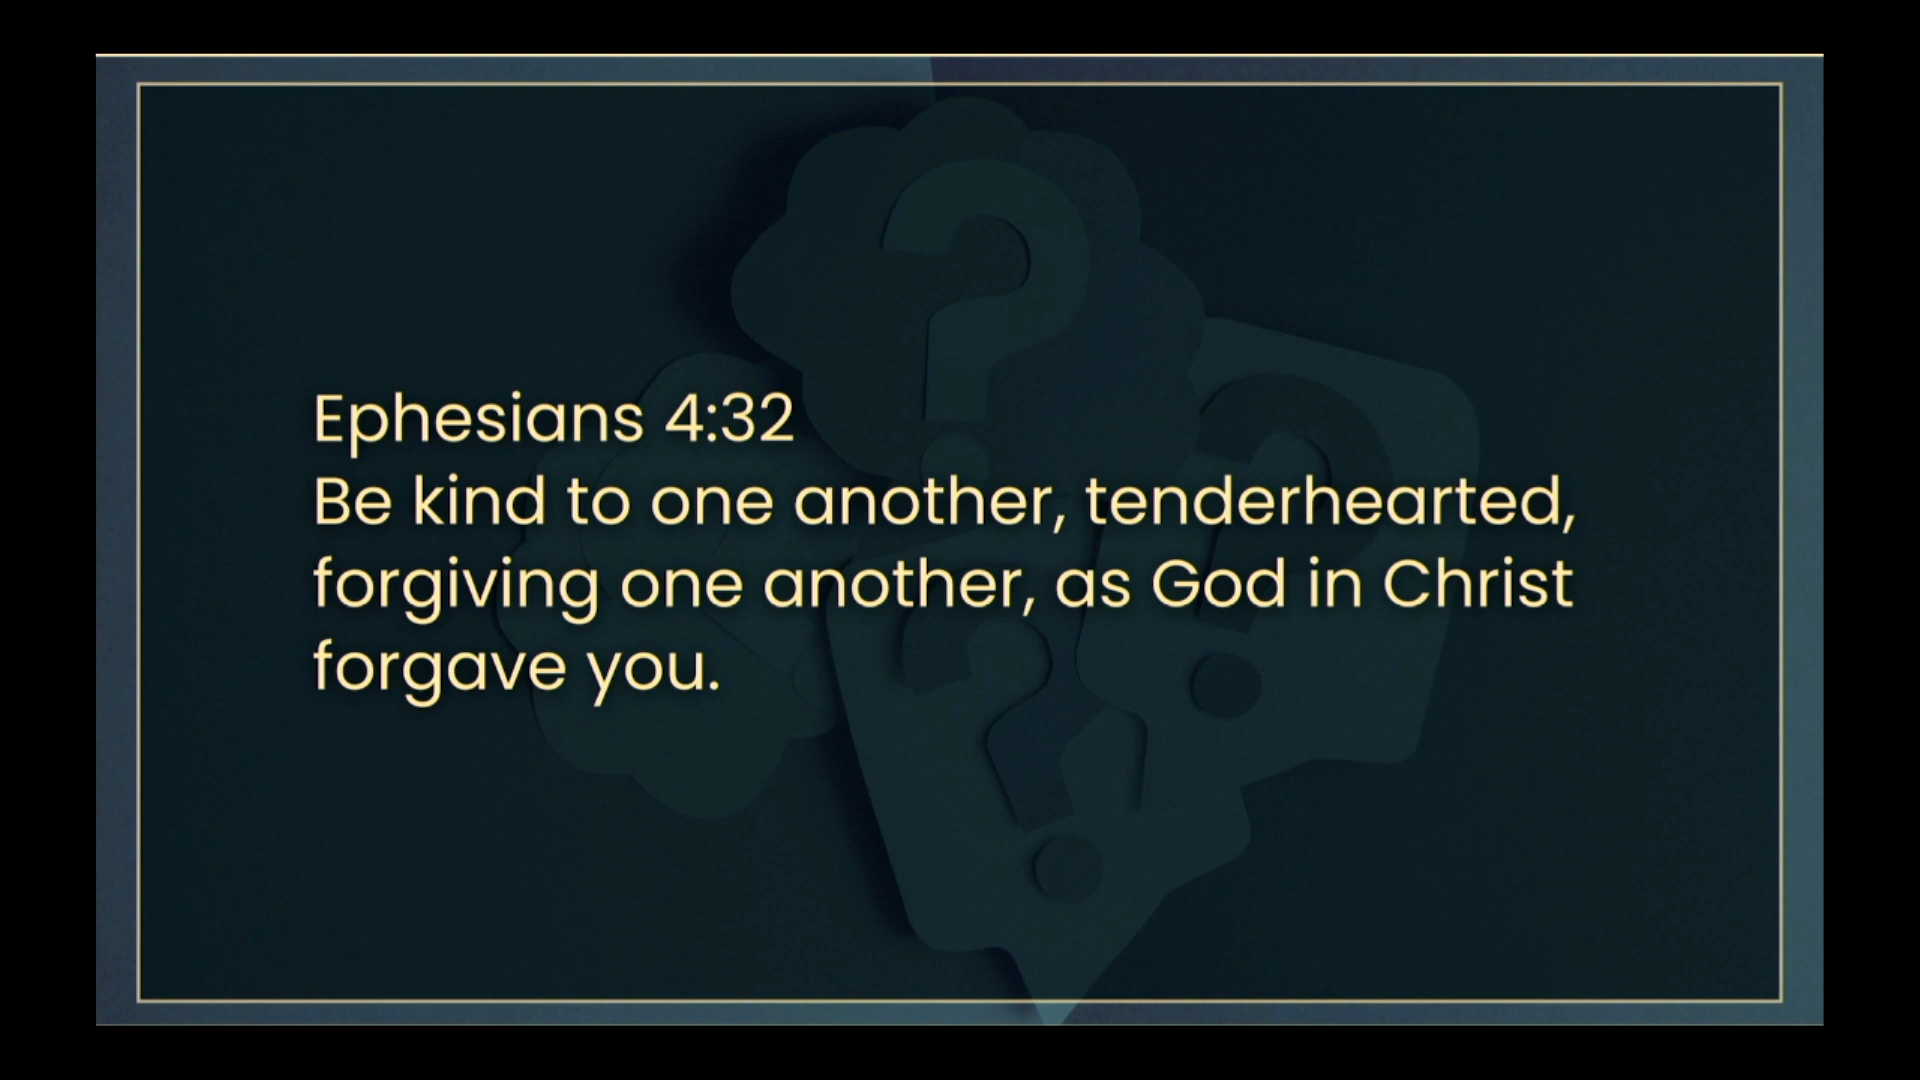 Ephesians 4:32
Be kind to one another, tenderhearted,
forgiving one another, as God in Christ
forgave you.